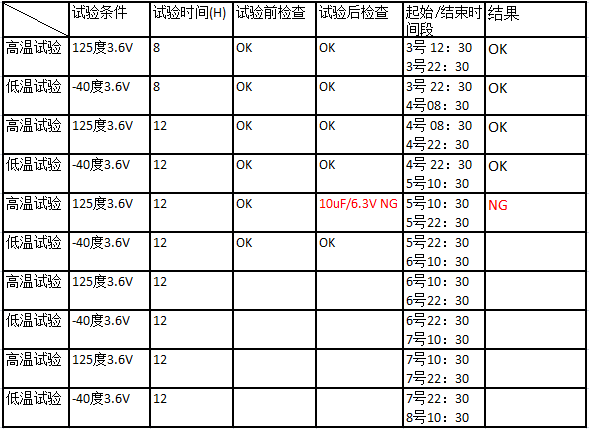 试验条件 试验时间(H) 试验前检查 试验后检查 起始/结束时间段 结果
高温试验 125度3.6V 8 OK OK 3号 12：30 OK
3号22：30
低温试验 -40度3.6V 8 OK OK 3号 22：30 OK
4号08：30
高温试验 125度3.6V 12 OK OK 4号 08：30 OK
4号22：30
低温试验 -40度3.6V 12 OK OK 4号 22：30 OK
5号10：30
高温试验 125度3.6V 12 OK 10uF/6.3V NG 5号10：30 NG
5号22：30
低温试验 -40度3.6V 12 OK OK 5号22：30
6号10：30
高温试验 125度3.6V 12 6号10：30
6号22：30
低温试验 -40度3.6V 12 6号22：30
7号10：30
高温试验 125度3.6V 12 7号10：30
7号22：30
低温试验 -40度3.6V 12 7号22：30
8号10：30